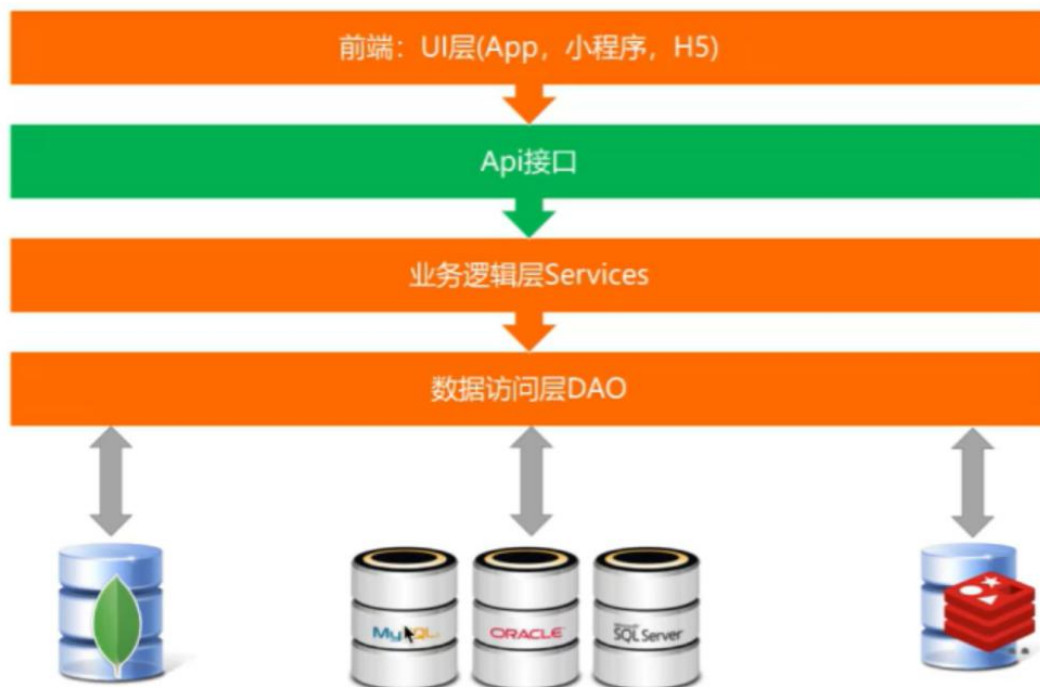 前端：UI层(App，小程序，H5)
Api接口
业务逻辑层Services
数据访问层DAO
MySQL
ORACLE
SQL Server